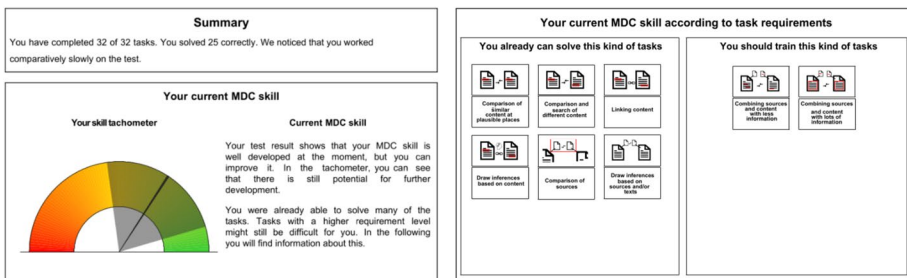 Summary
You have completed 32 of 32 tasks. You solved 25 correctly. We noticed that you worked
comparatively slowly on the test.
Your current MDC skill
Your skill tachometer
Current MDC skill
Your test result shows that your MDC skill is
well developed at the moment, but you can
improve it. In the tachometer, you can see
that there is still potential for further
development.
You were already able to solve many of the
tasks. Tasks with a higher requirement level
might still be difficult for you. In the following
you will find information about this.
Your current MDC skill according to task requirements
You already can solve this kind of tasks
Comparison of
similar
content at
plausible places
Comparison and
search of
different content
Linking content
Draw inferences
based on content
Comparison of
sources
Draw inferences
based on
sources and/or
texts
You should train this kind of tasks
Combining sources
and content
with less
information
Combining sources
and content
with lots of
information